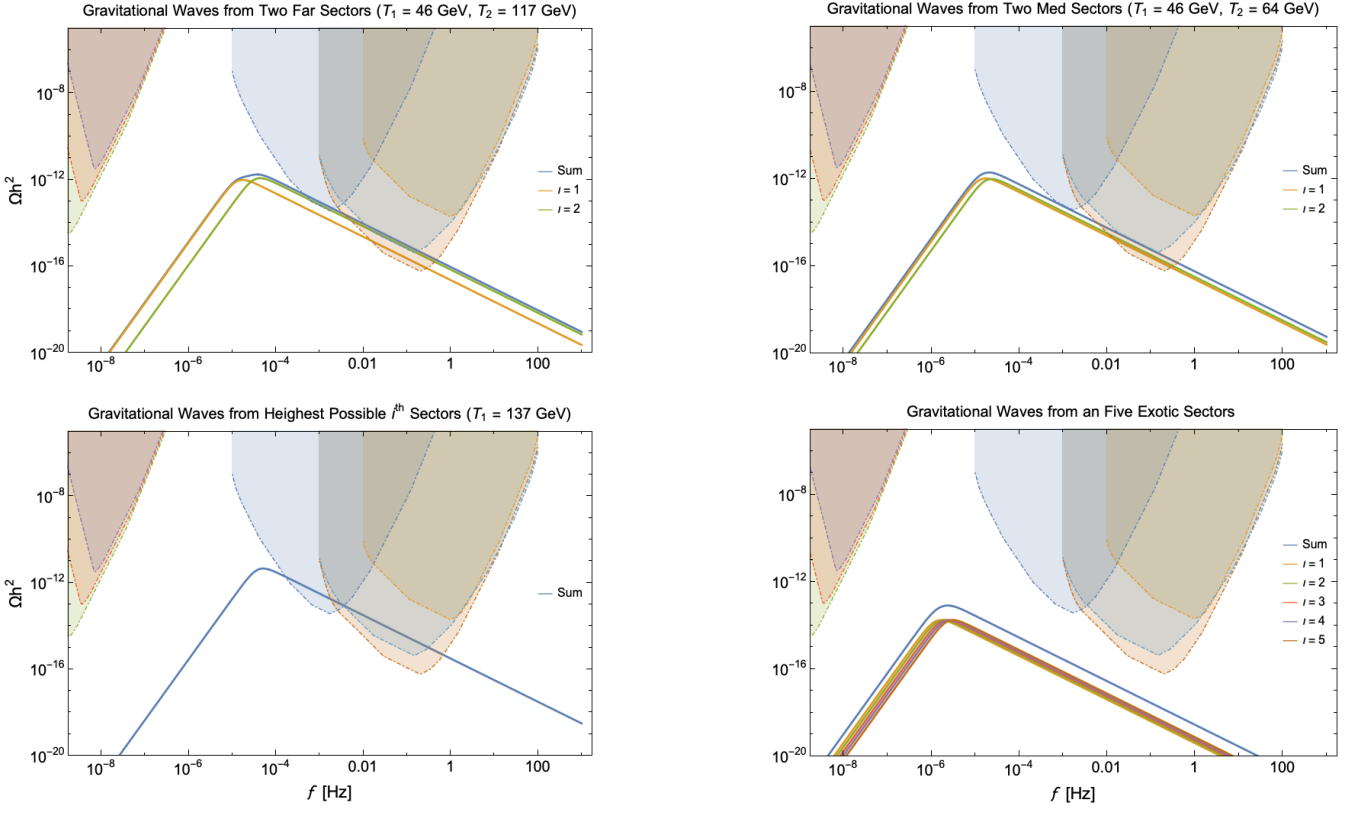 Gravitational Waves from Two Far Sectors (T₁ = 46 GeV, T₂ = 117 GeV)
Ωh²
10⁻⁸
10⁻¹²
10⁻¹⁶
10⁻²⁰
10⁻⁸ 10⁻⁶ 10⁻⁴ 0.01 1 100
Sum
ı = 1
ı = 2
Gravitational Waves from Two Med Sectors (T₁ = 46 GeV, T₂ = 64 GeV)
10⁻⁸
10⁻¹²
10⁻¹⁶
10⁻²⁰
10⁻⁸ 10⁻⁶ 10⁻⁴ 0.01 1 100
Sum
ı = 1
ı = 2
Gravitational Waves from Heighest Possible iᵗʰ Sectors (T₁ = 137 GeV)
Ωh²
10⁻⁸
10⁻¹²
10⁻¹⁶
10⁻²⁰
10⁻⁸ 10⁻⁶ 10⁻⁴ 0.01 1 100
f [Hz]
Sum
Gravitational Waves from an Five Exotic Sectors
10⁻⁸
10⁻¹²
10⁻¹⁶
10⁻²⁰
10⁻⁸ 10⁻⁶ 10⁻⁴ 0.01 1 100
f [Hz]
Sum
ı = 1
ı = 2
ı = 3
ı = 4
ı = 5